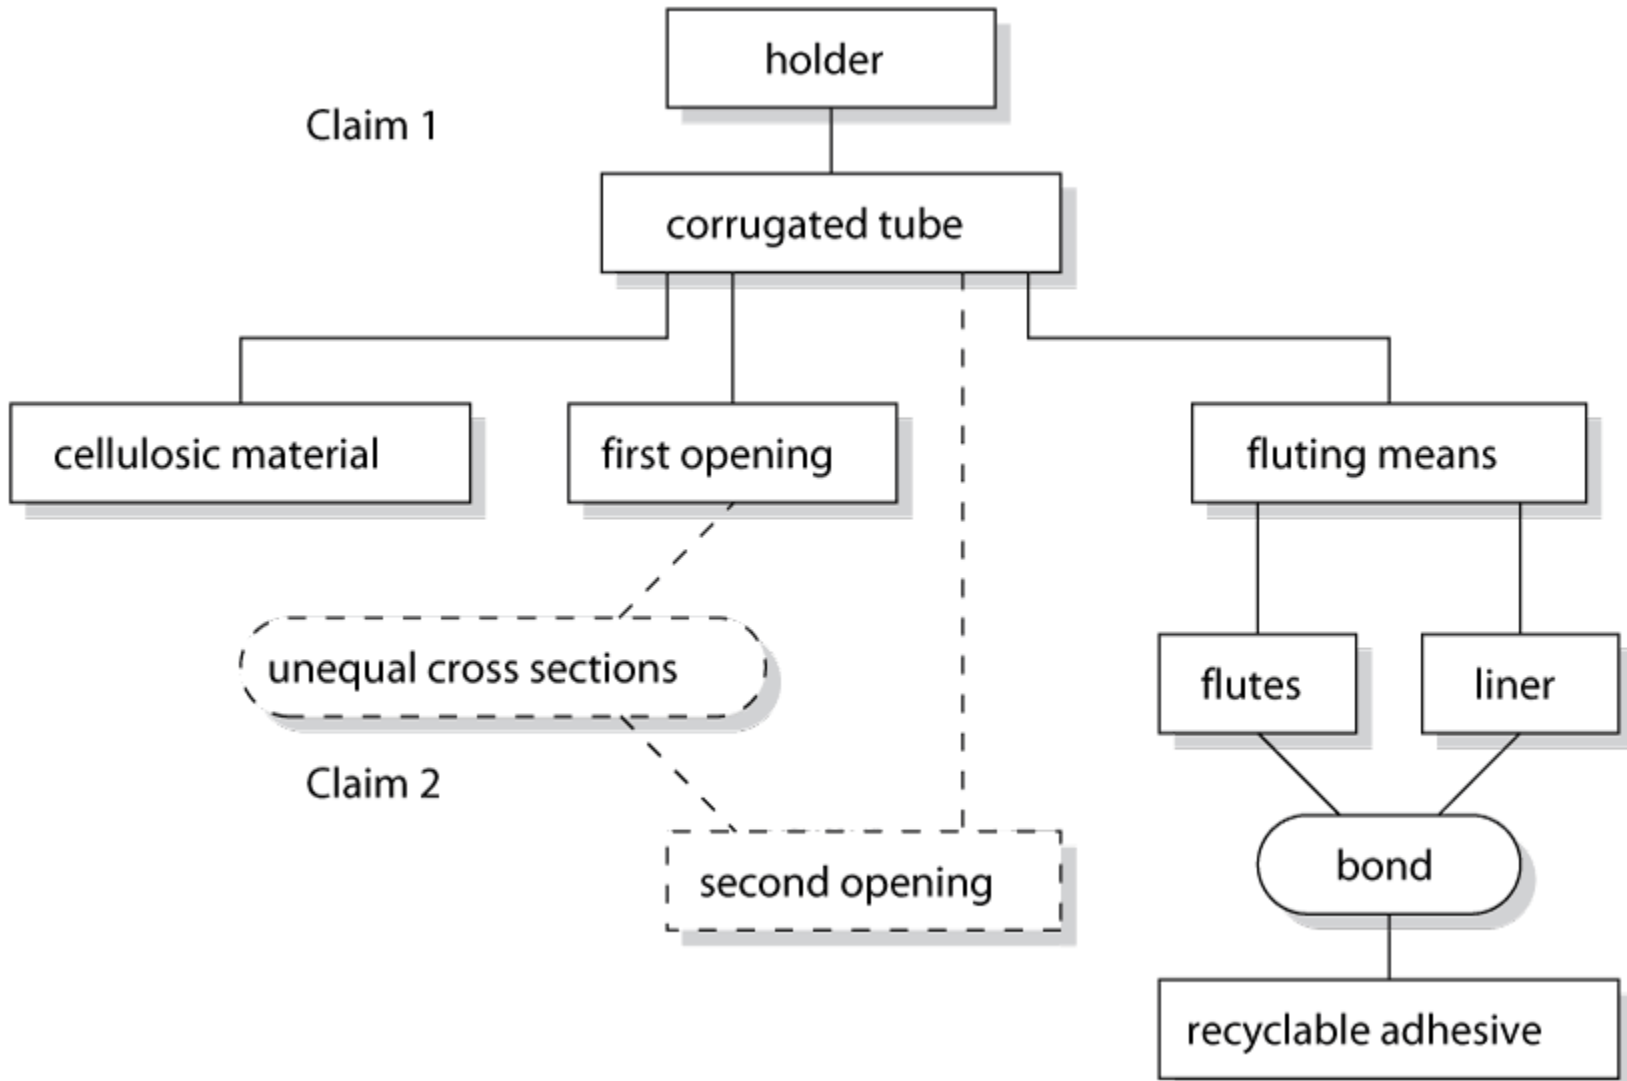 holder
Claim 1
corrugated tube
cellulosic material
first opening
fluting means
unequal cross sections
flutes
liner
Claim 2
second opening
bond
recyclable adhesive